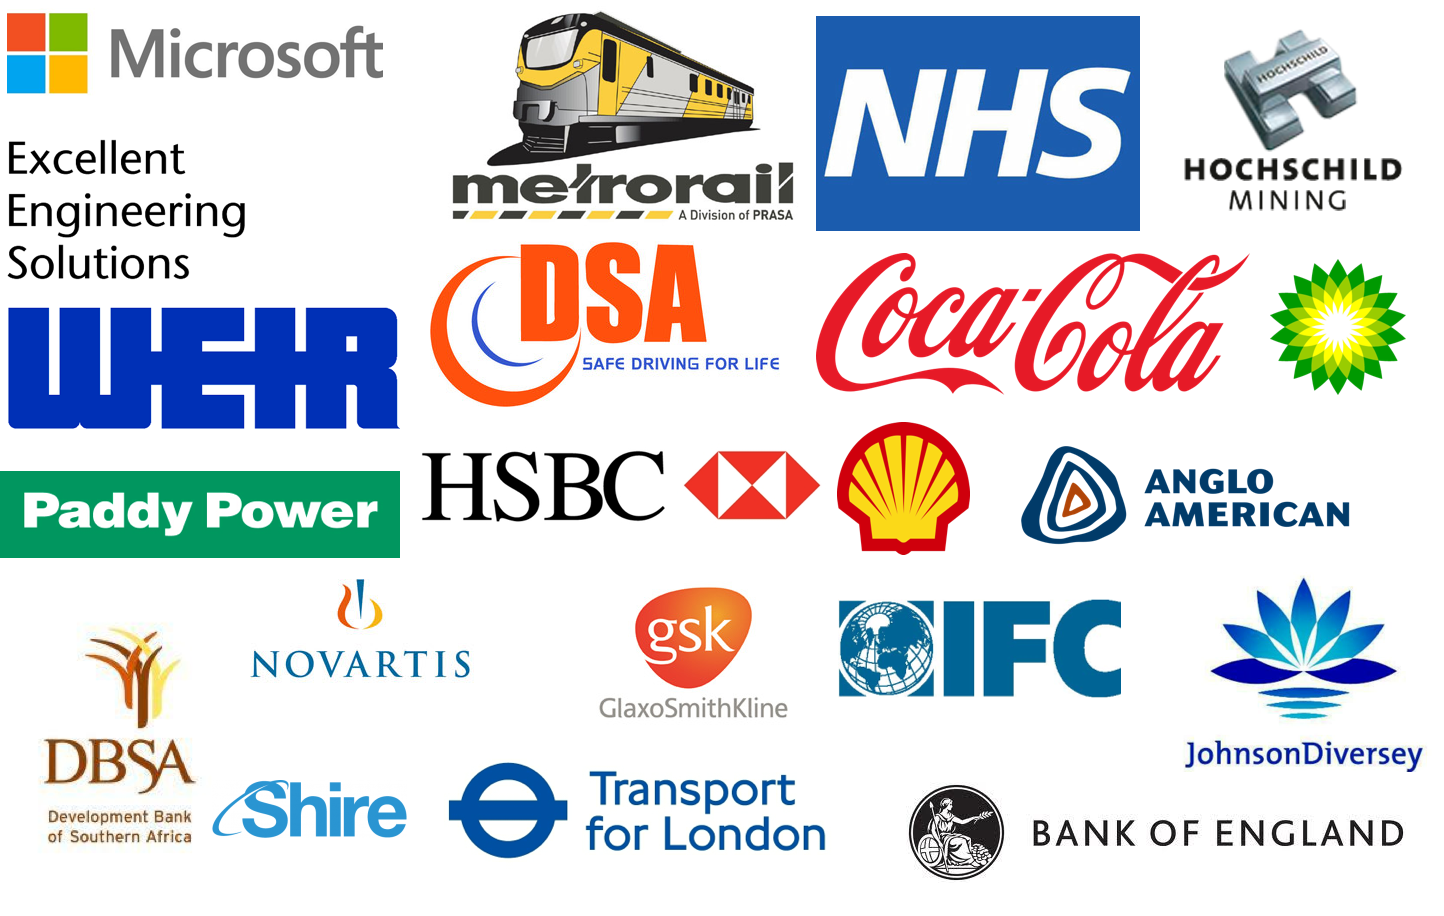 Microsoft
metrorail
A Division of PRASA
NHS
HOCHSCHILD
HOCHSCHILD
MINING
Excellent
Engineering
Solutions
WEIR
DSA
SAFE DRIVING FOR LIFE
Coca-Cola
Paddy Power
HSBC
ANGLO
AMERICAN
NOVARTIS
gsk
GlaxoSmithKline
IFC
JohnsonDiversey
DBSA
Development Bank
of Southern Africa
Shire
Transport
for London
BANK OF ENGLAND